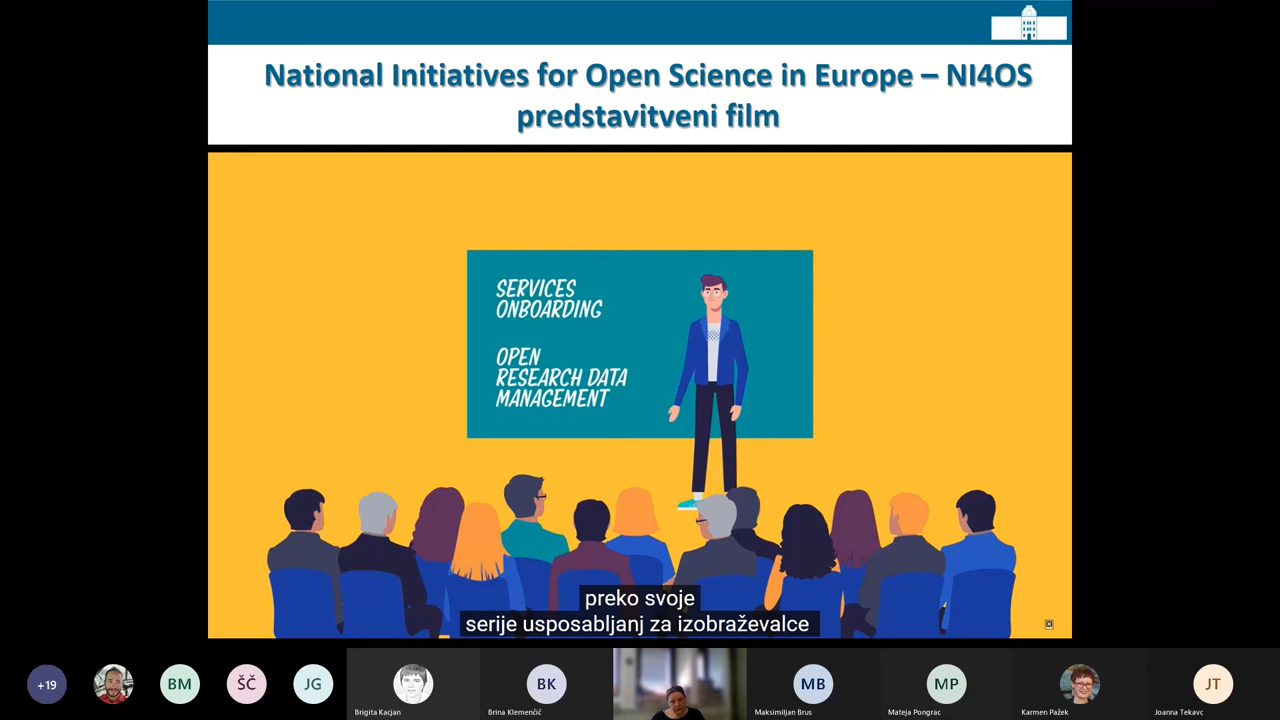 National Initiatives for Open Science in Europe – NI4OS
predstavitveni film
SERVICES
ONBOARDING
OPEN
RESEARCH DATA
MANAGEMENT
preko svoje
serije usposabljanj za izobraževalce
+19
BM
ŠČ
JG
Brigita Kacjan
BK
Brina Klemenčič
MB
Maksimiljan Brus
MP
Mateja Pongrac
Karmen Pažek
JT
Joanna Tekavc